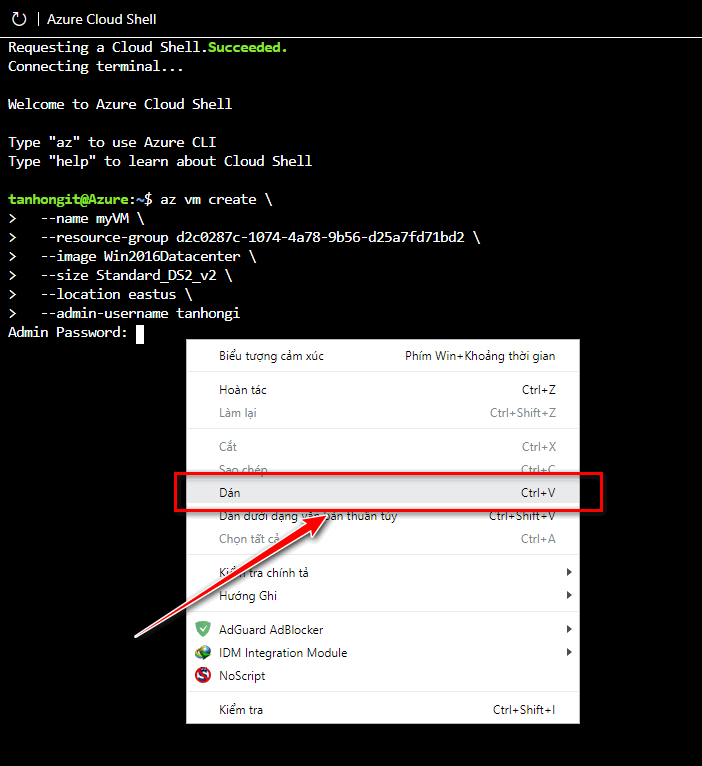 Azure Cloud Shell
Requesting a Cloud Shell.Succeeded.
Connecting terminal...
Welcome to Azure Cloud Shell
Type "az" to use Azure CLI
Type "help" to learn about Cloud Shell
tanhongit@Azure:~$ az vm create \
>   --name myVM \
>   --resource-group d2c0287c-1074-4a78-9b56-d25a7fd71bd2 \
>   --image Win2016Datacenter \
>   --size Standard_DS2_v2 \
>   --location eastus \
>   --admin-username tanhongi
Admin Password:
Biểu tượng cảm xúc Phím Win+Khoảng thời gian
Hoàn tác Ctrl+Z
Làm lại Ctrl+Shift+Z
Cắt Ctrl+X
Sao chép Ctrl+C
Dán Ctrl+V
Dán dưới dạng văn bản thuần túy Ctrl+Shift+V
Chọn tất cả Ctrl+A
Kiểm tra chính tả
Hướng Ghi
AdGuard AdBlocker
IDM Integration Module
NoScript
Kiểm tra Ctrl+Shift+I